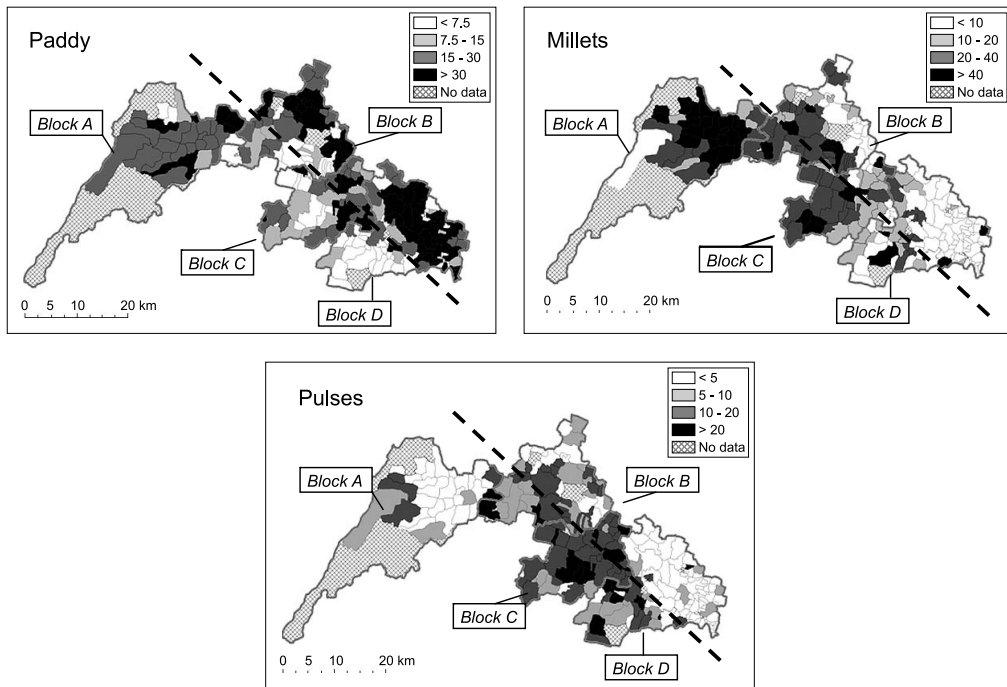 Paddy
< 7.5
7.5 - 15
15 - 30
> 30
No data
Block A
Block B
Block C
Block D
0 5 10 20 km
Millets
< 10
10 - 20
20 - 40
> 40
No data
Block A
Block B
Block C
Block D
0 5 10 20 km
Pulses
< 5
5 - 10
10 - 20
> 20
No data
Block A
Block B
Block C
Block D
0 5 10 20 km